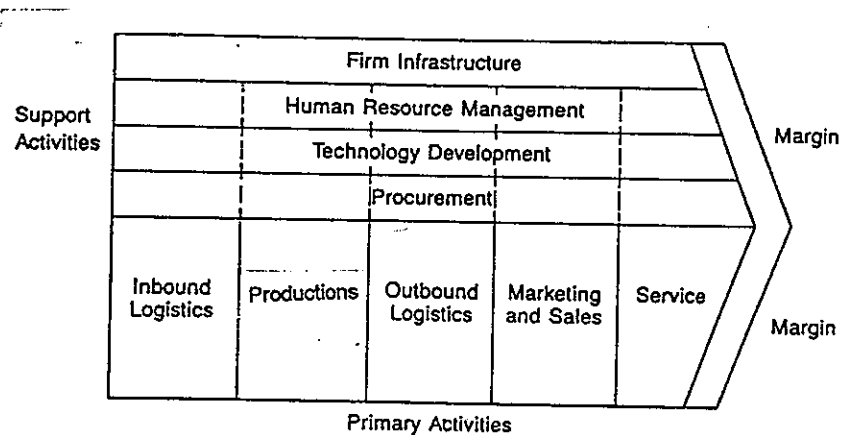 Firm Infrastructure
Human Resource Management
Support
Activities
Technology Development
Procurement
Margin
Inbound
Logistics
Productions
Outbound
Logistics
Marketing
and Sales
Service
Margin
Primary Activities